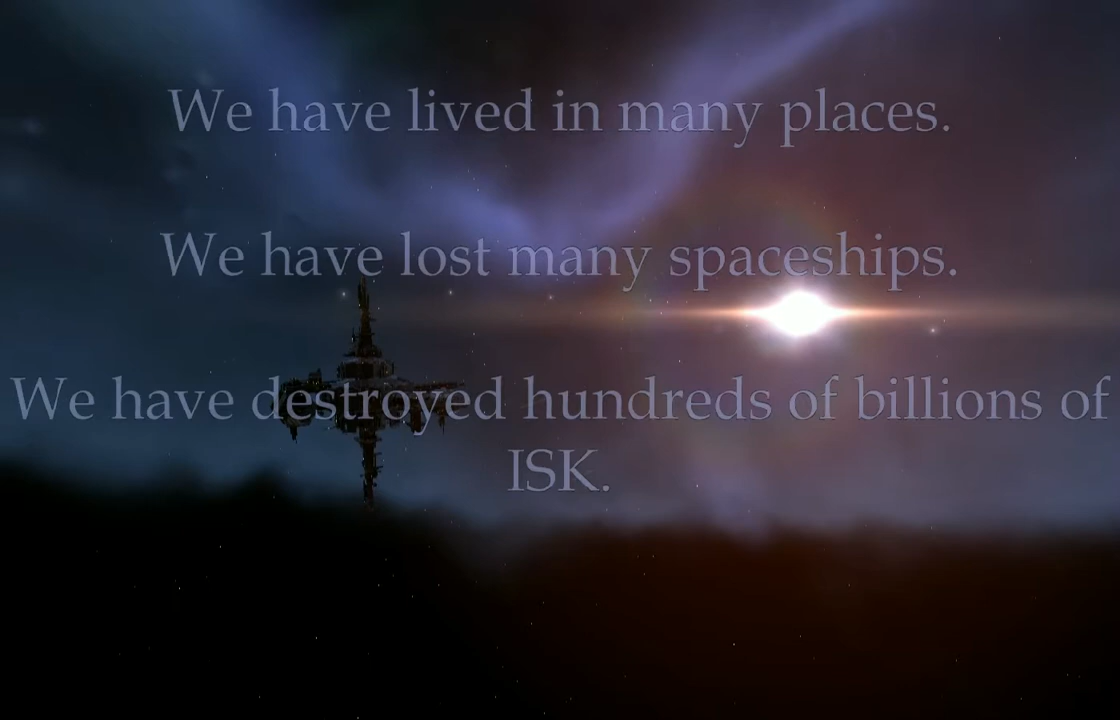 We have lived in many places.
We have lost many spaceships.
We have destroyed hundreds of billions of
ISK.